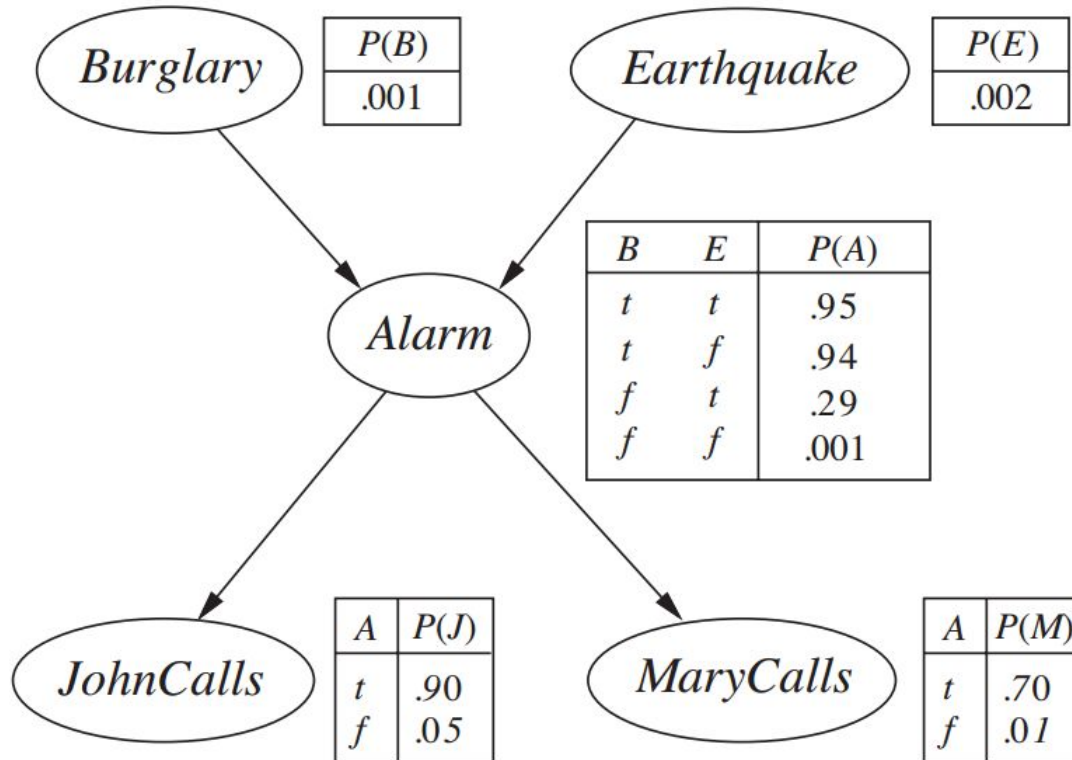 Burglary
P(B)
.001
Earthquake
P(E)
.002
Alarm
B E P(A)
t t .95
t f .94
f t .29
f f .001
JohnCalls
A P(J)
t .90
f .05
MaryCalls
A P(M)
t .70
f .01